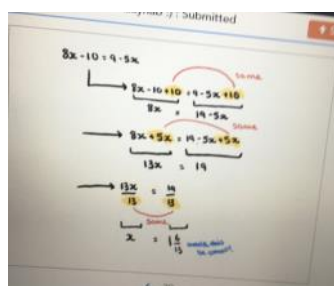 : Submitted
8x-10=9-5x
same
8x-10+10=9-5x+10
8x = 19-5x
same
8x+5x=19-5x+5x
13x = 19
13x/13 = 19/13
same
x = 1 6/13